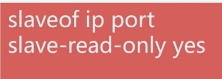 slaveof ip port
slave-read-only yes